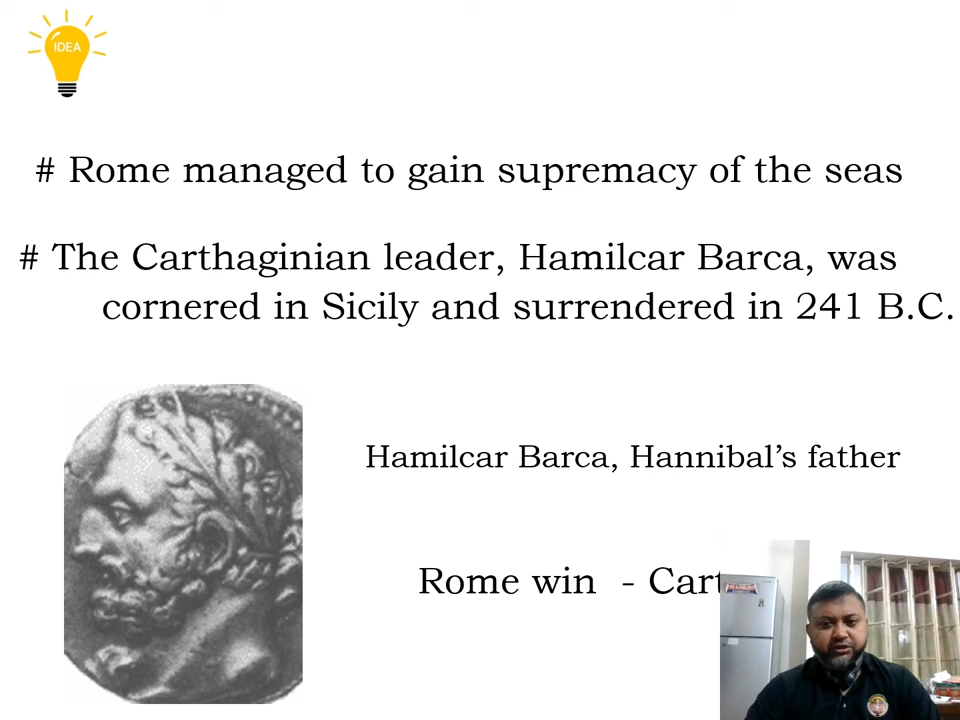 IDEA
# Rome managed to gain supremacy of the seas
# The Carthaginian leader, Hamilcar Barca, was
cornered in Sicily and surrendered in 241 B.C.
Hamilcar Barca, Hannibal’s father
Rome win - Cart